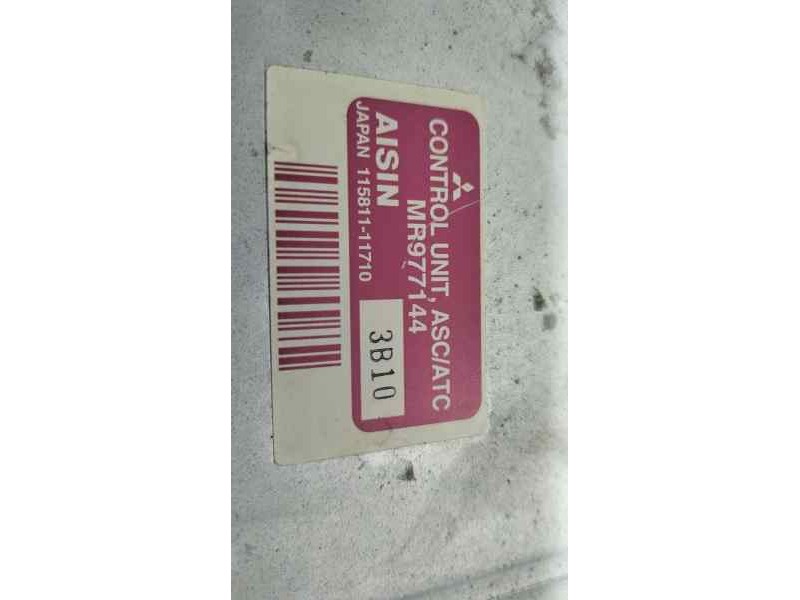 CONTROL UNIT, ASC/ATC
MR977144
AISIN
JAPAN 115811-11710
3B10